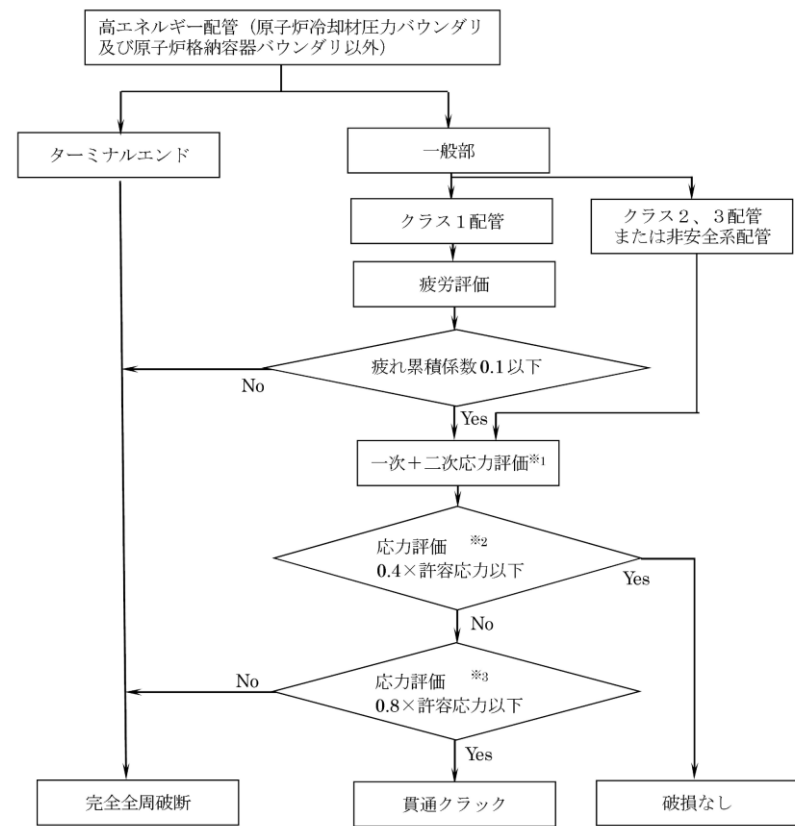 高エネルギー配管（原子炉冷却材圧力バウンダリ
及び原子炉格納容器バウンダリ以外）
ターミナルエンド
一般部
クラス１配管
クラス２、３配管
または非安全系配管
疲労評価
疲れ累積係数0.1以下
No
Yes
一次＋二次応力評価※1
応力評価 ※2
0.4×許容応力以下
Yes
No
応力評価 ※3
0.8×許容応力以下
No
Yes
完全全周破断
貫通クラック
破損なし